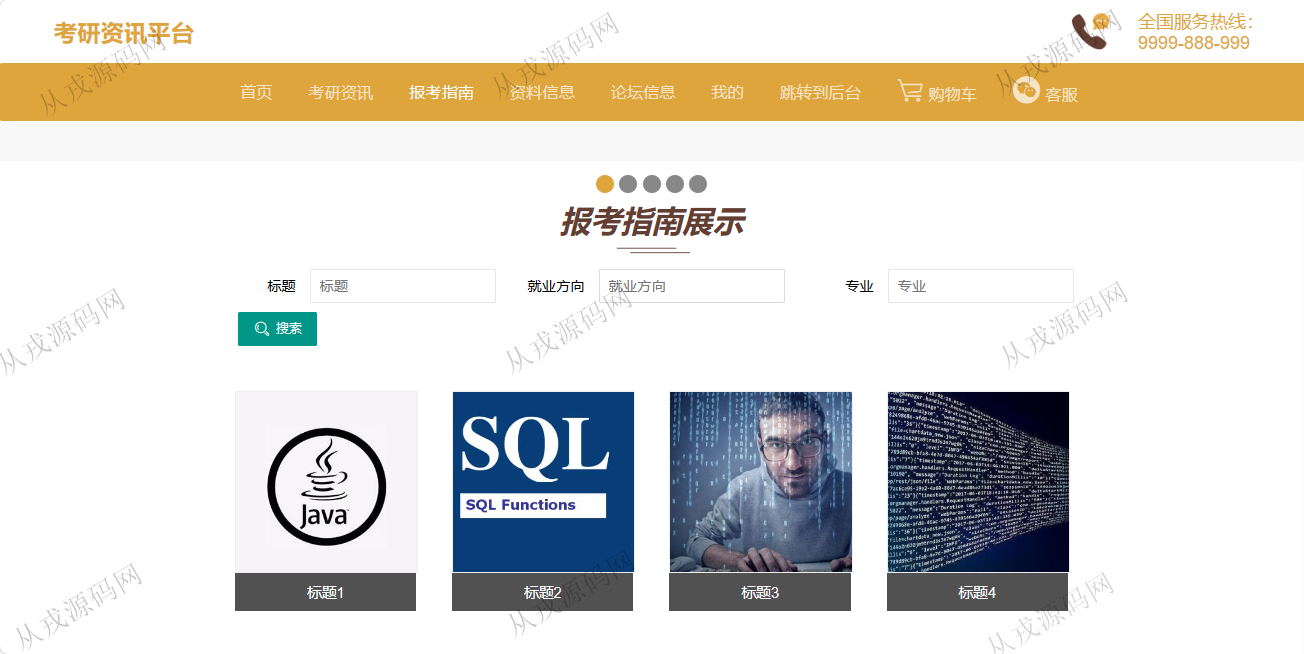 考研资讯平台
全国服务热线:
9999-888-999
首页 考研资讯 报考指南 资料信息 论坛信息 我的 跳转到后台 购物车 客服
报考指南展示
标题 标题 就业方向 就业方向 专业 专业
搜索
Java
SQL
SQL Functions
标题1 标题2 标题3 标题4
从戎源码网
从戎源码网
从戎源码网
从戎源码网
从戎源码网
从戎源码网
从戎源码网
从戎源码网
从戎源码网